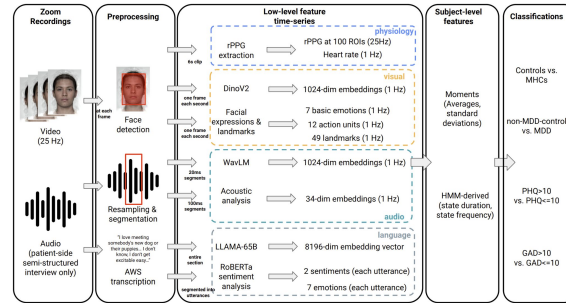 Zoom
Recordings
Video
(25 Hz)
Audio
(patient-side
semi-structured
interview only)
at each
frame
Preprocessing
Face
detection
Resampling &
segmentation
"I love meeting
somebody's new dog or
their puppies... I don't
know, I don't get
excitable easy..."
AWS
transcription
6s clip
one frame
each second
one frame
each second
20ms
segments
100ms
segments
entire
section
segmented into
utterances
Low-level feature
time-series
physiology
rPPG
extraction
rPPG at 100 ROIs (25Hz)
Heart rate (1 Hz)
visual
DinoV2
1024-dim embeddings (1 Hz)
Facial
expressions &
landmarks
7 basic emotions (1 Hz)
12 action units (1 Hz)
49 landmarks (1 Hz)
WavLM
1024-dim embeddings (1 Hz)
Acoustic
analysis
34-dim embeddings (1 Hz)
audio
language
LLAMA-65B
8196-dim embedding vector
RoBERTa
sentiment
analysis
2 sentiments (each utterance)
7 emotions (each utterance)
Subject-level
features
Moments
(Averages,
standard
deviations)
HMM-derived
(state duration,
state frequency)
Classifications
Controls vs.
MHCs
non-MDD-control
vs. MDD
PHQ>10
vs. PHQ<=10
GAD>10
vs. GAD<=10